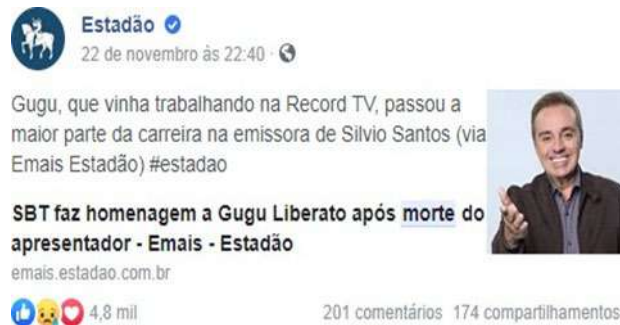 Estadão
22 de novembro às 22:40 ·
Gugu, que vinha trabalhando na Record TV, passou a
maior parte da carreira na emissora de Silvio Santos (via
Emais Estadão) #estadao
SBT faz homenagem a Gugu Liberato após morte do
apresentador - Emais - Estadão
emais.estadao.com.br
4,8 mil 201 comentários 174 compartilhamentos